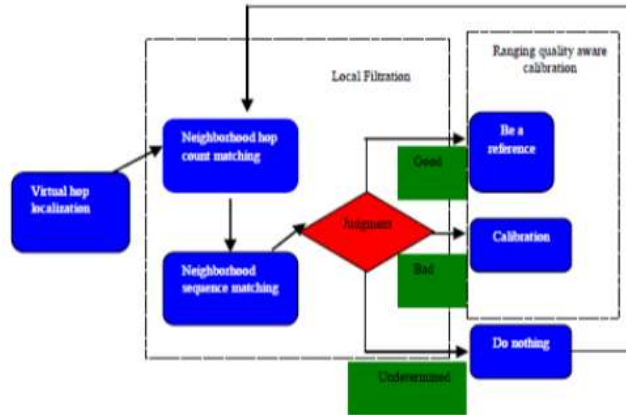 Local Filtration
Ranging quality aware
calibration
Neighborhood hop
count matching
Be a
reference
Good
Virtual hop
localization
Judgment
Calibration
Neighborhood
sequence matching
Bad
Do nothing
Undetermined